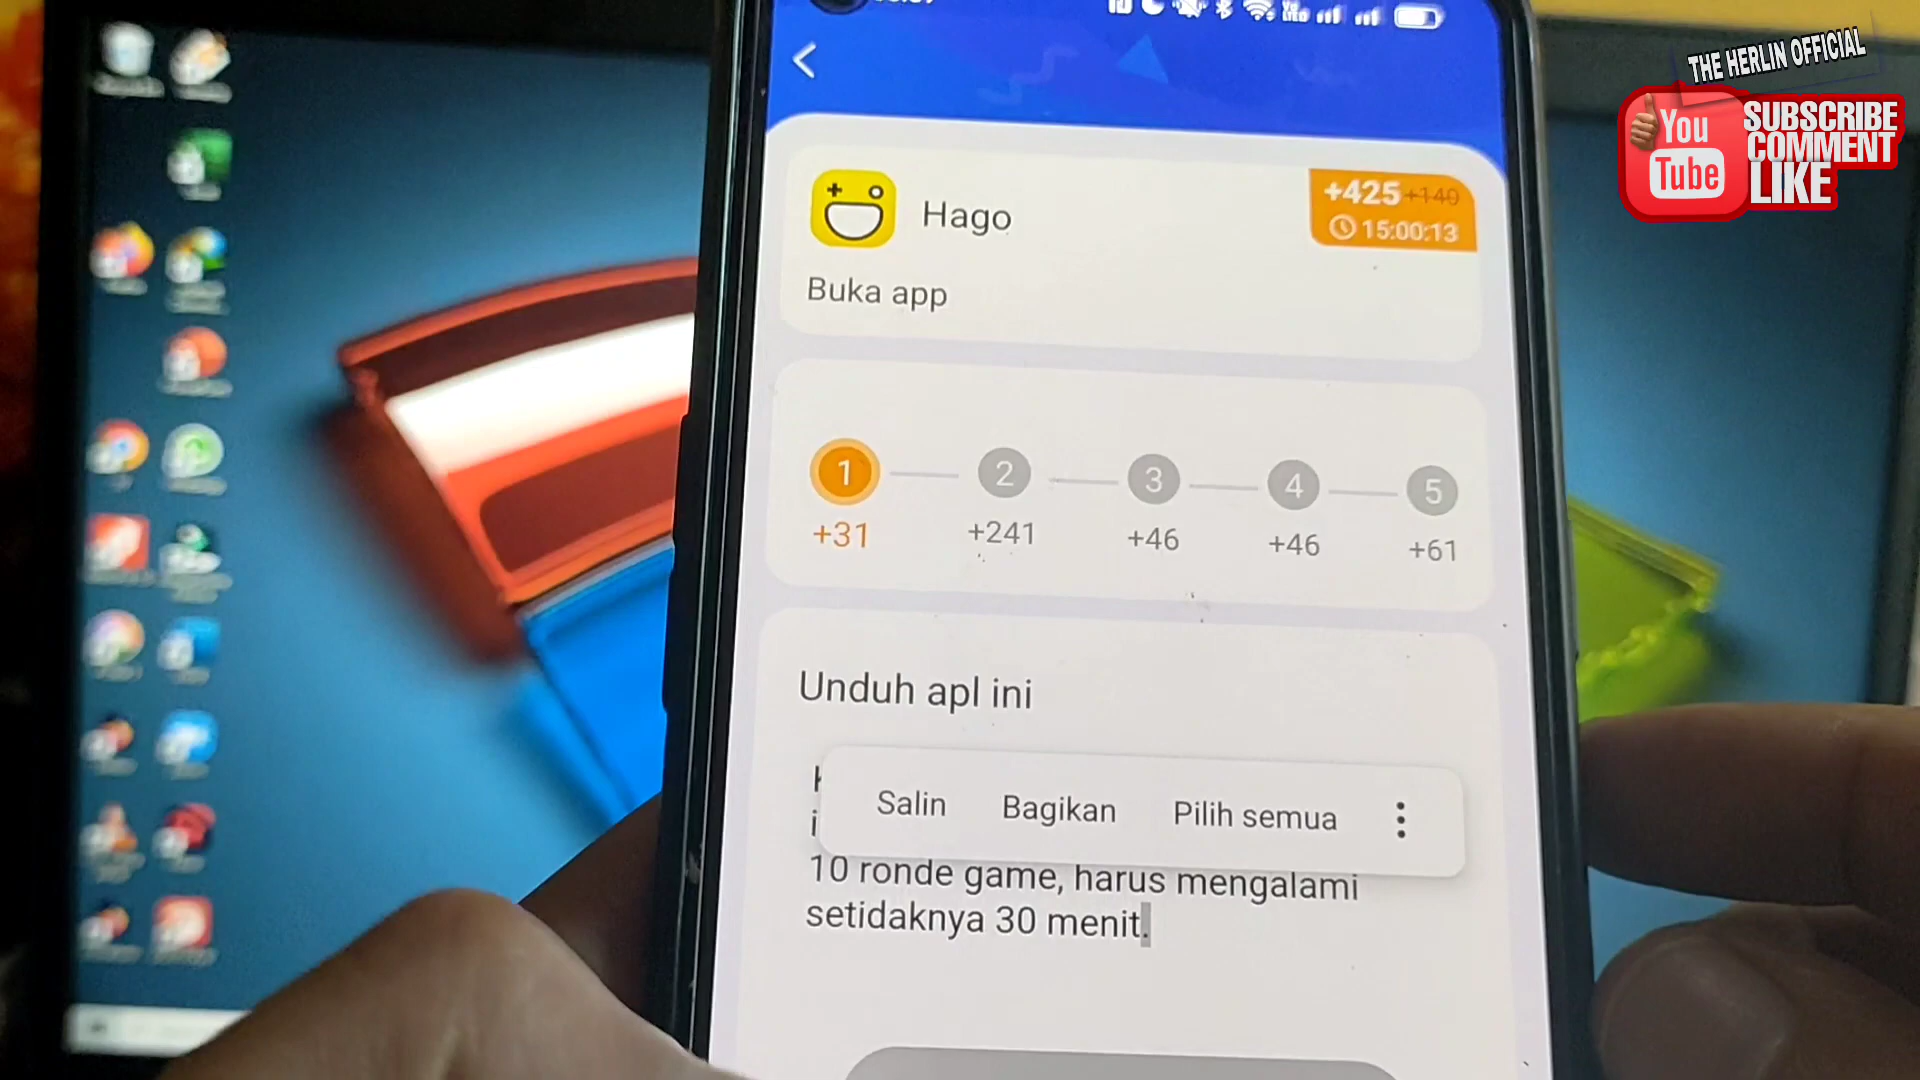 THE HERLIN OFFICIAL
You
Tube
SUBSCRIBE
COMMENT
LIKE
Hago
+425 +140
15:00:13
Buka app
1 2 3 4 5
+31 +241 +46 +46 +61
Unduh apl ini
Salin Bagikan Pilih semua
10 ronde game, harus mengalami
setidaknya 30 menit.